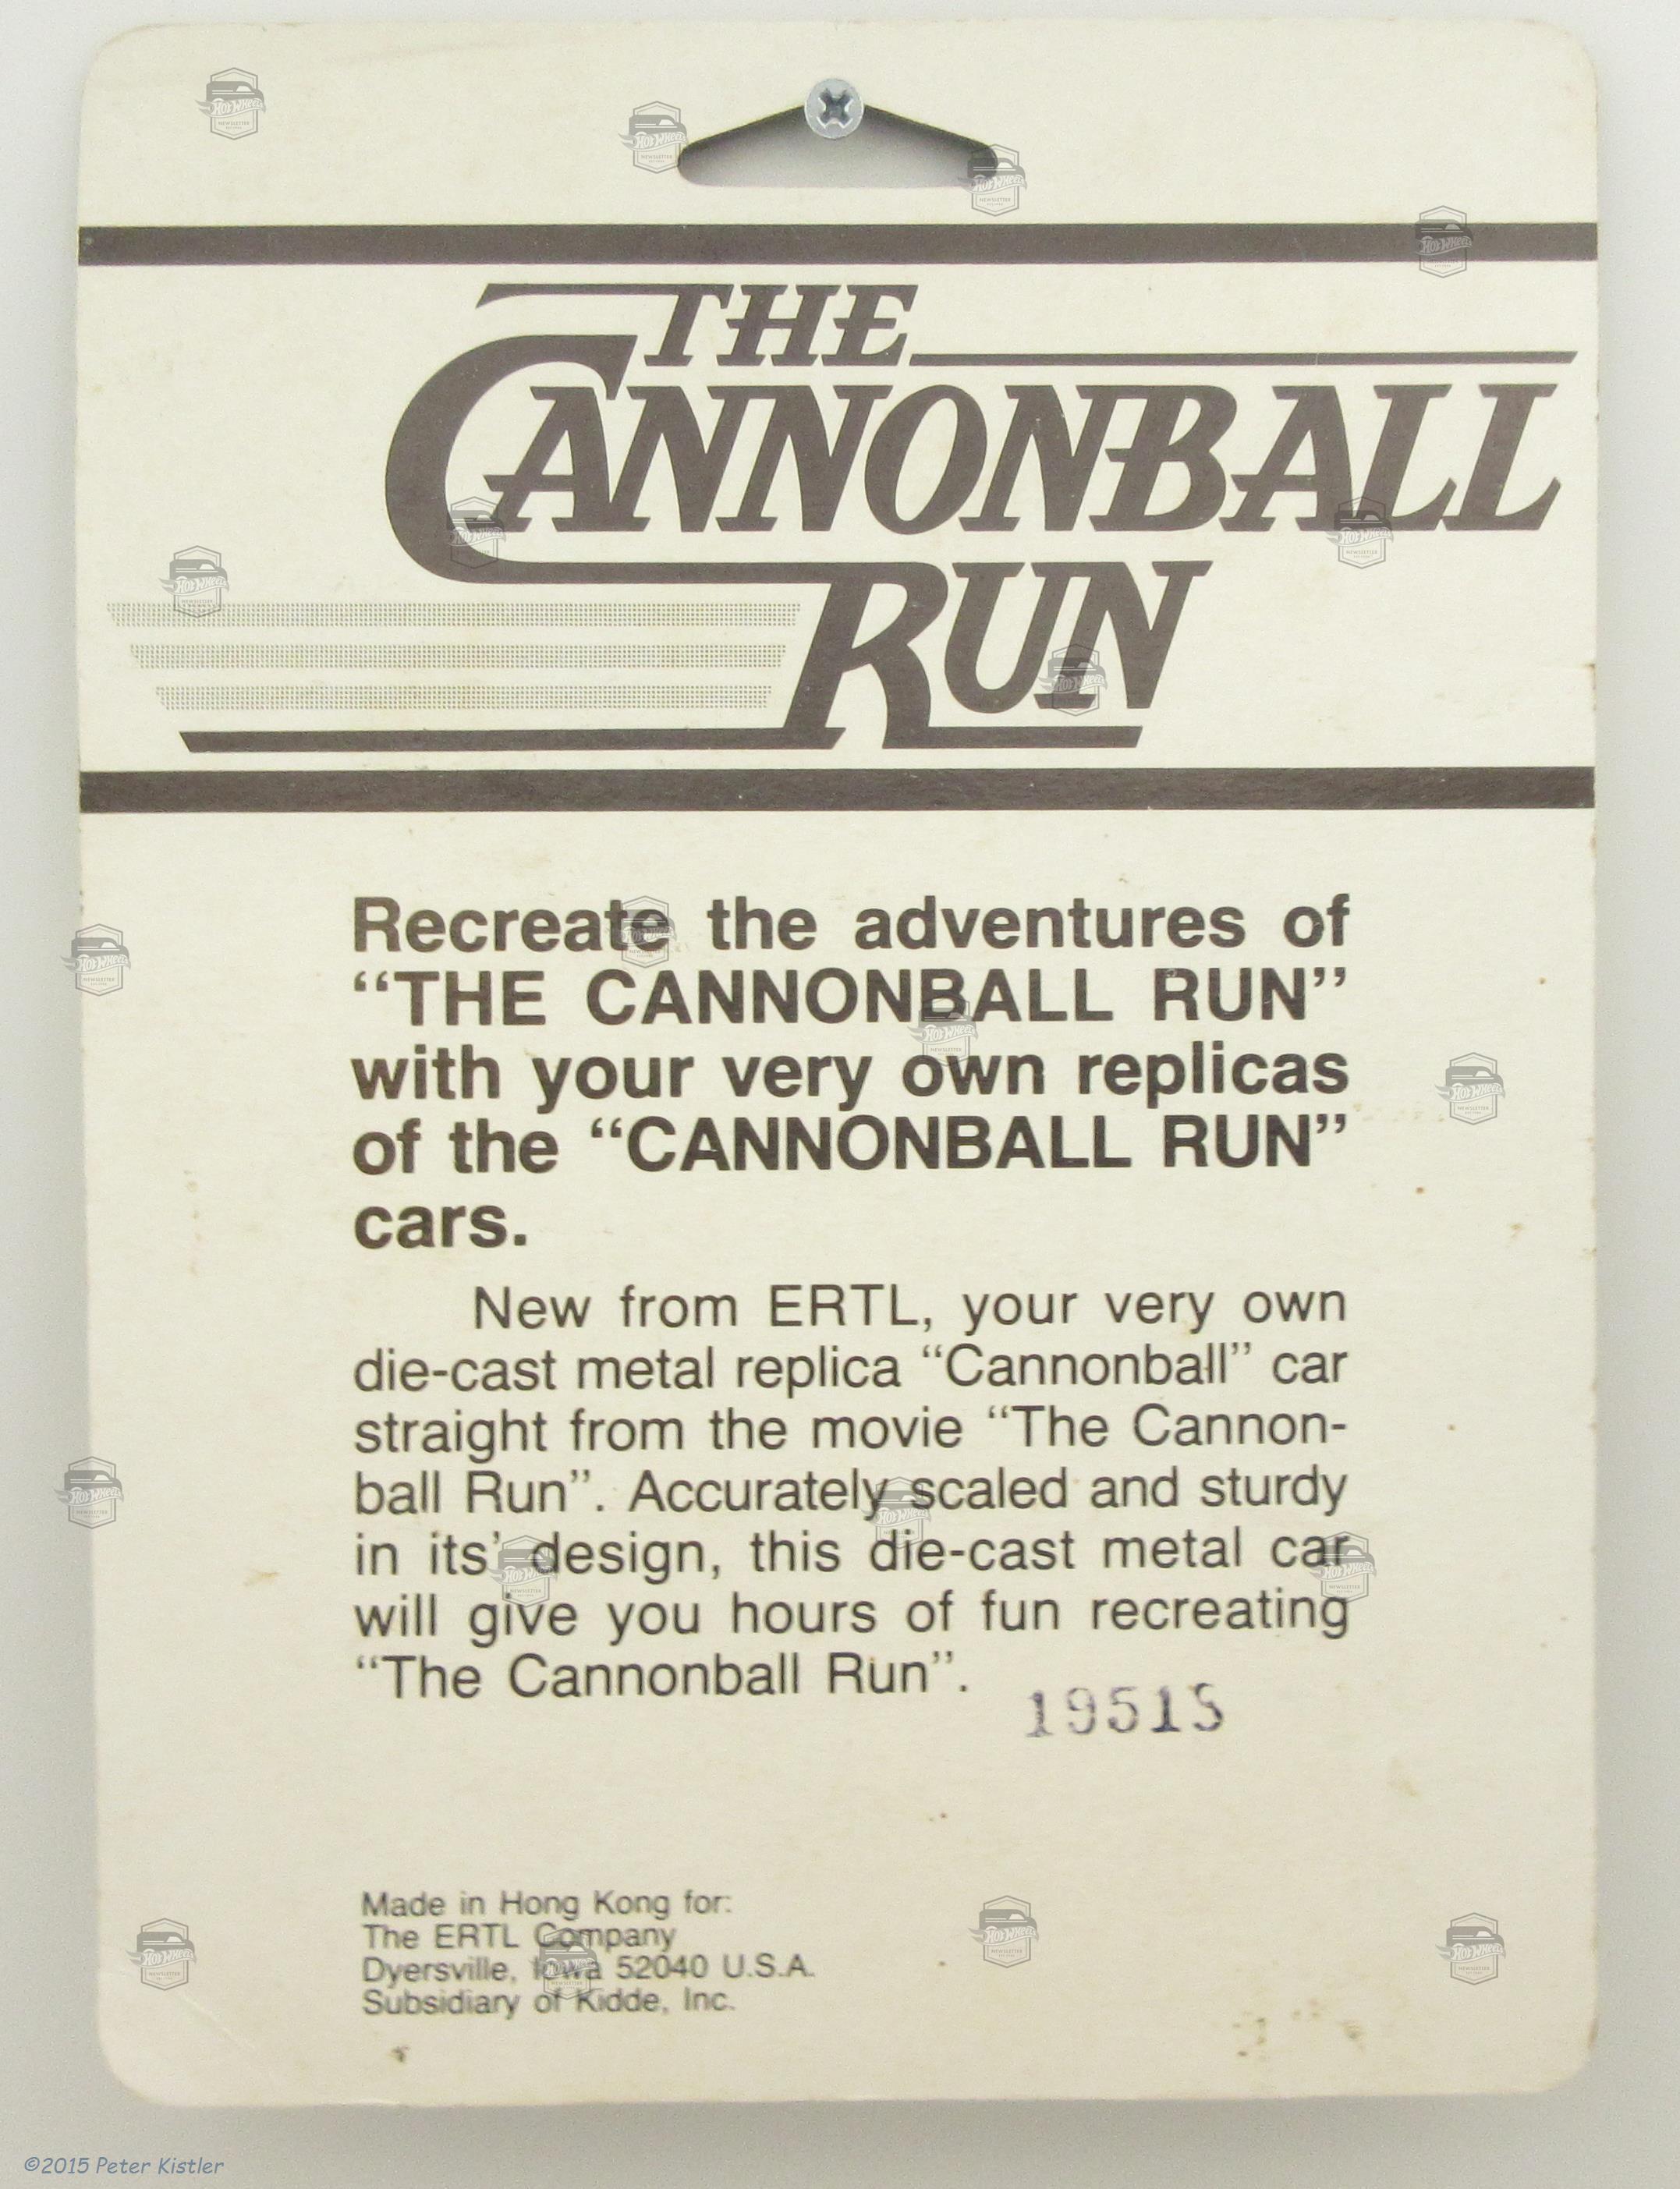 THE
CANNONBALL
RUN
Recreate the adventures of
“THE CANNONBALL RUN”
with your very own replicas
of the “CANNONBALL RUN”
cars.
New from ERTL, your very own
die-cast metal replica “Cannonball” car
straight from the movie “The Cannon-
ball Run”. Accurately scaled and sturdy
in its’ design, this die-cast metal car
will give you hours of fun recreating
“The Cannonball Run”.
Made in Hong Kong for:
The ERTL Company
Dyersville, Iowa 52040 U.S.A.
Subsidiary of Kidde, Inc.
©2015 Peter Kistler